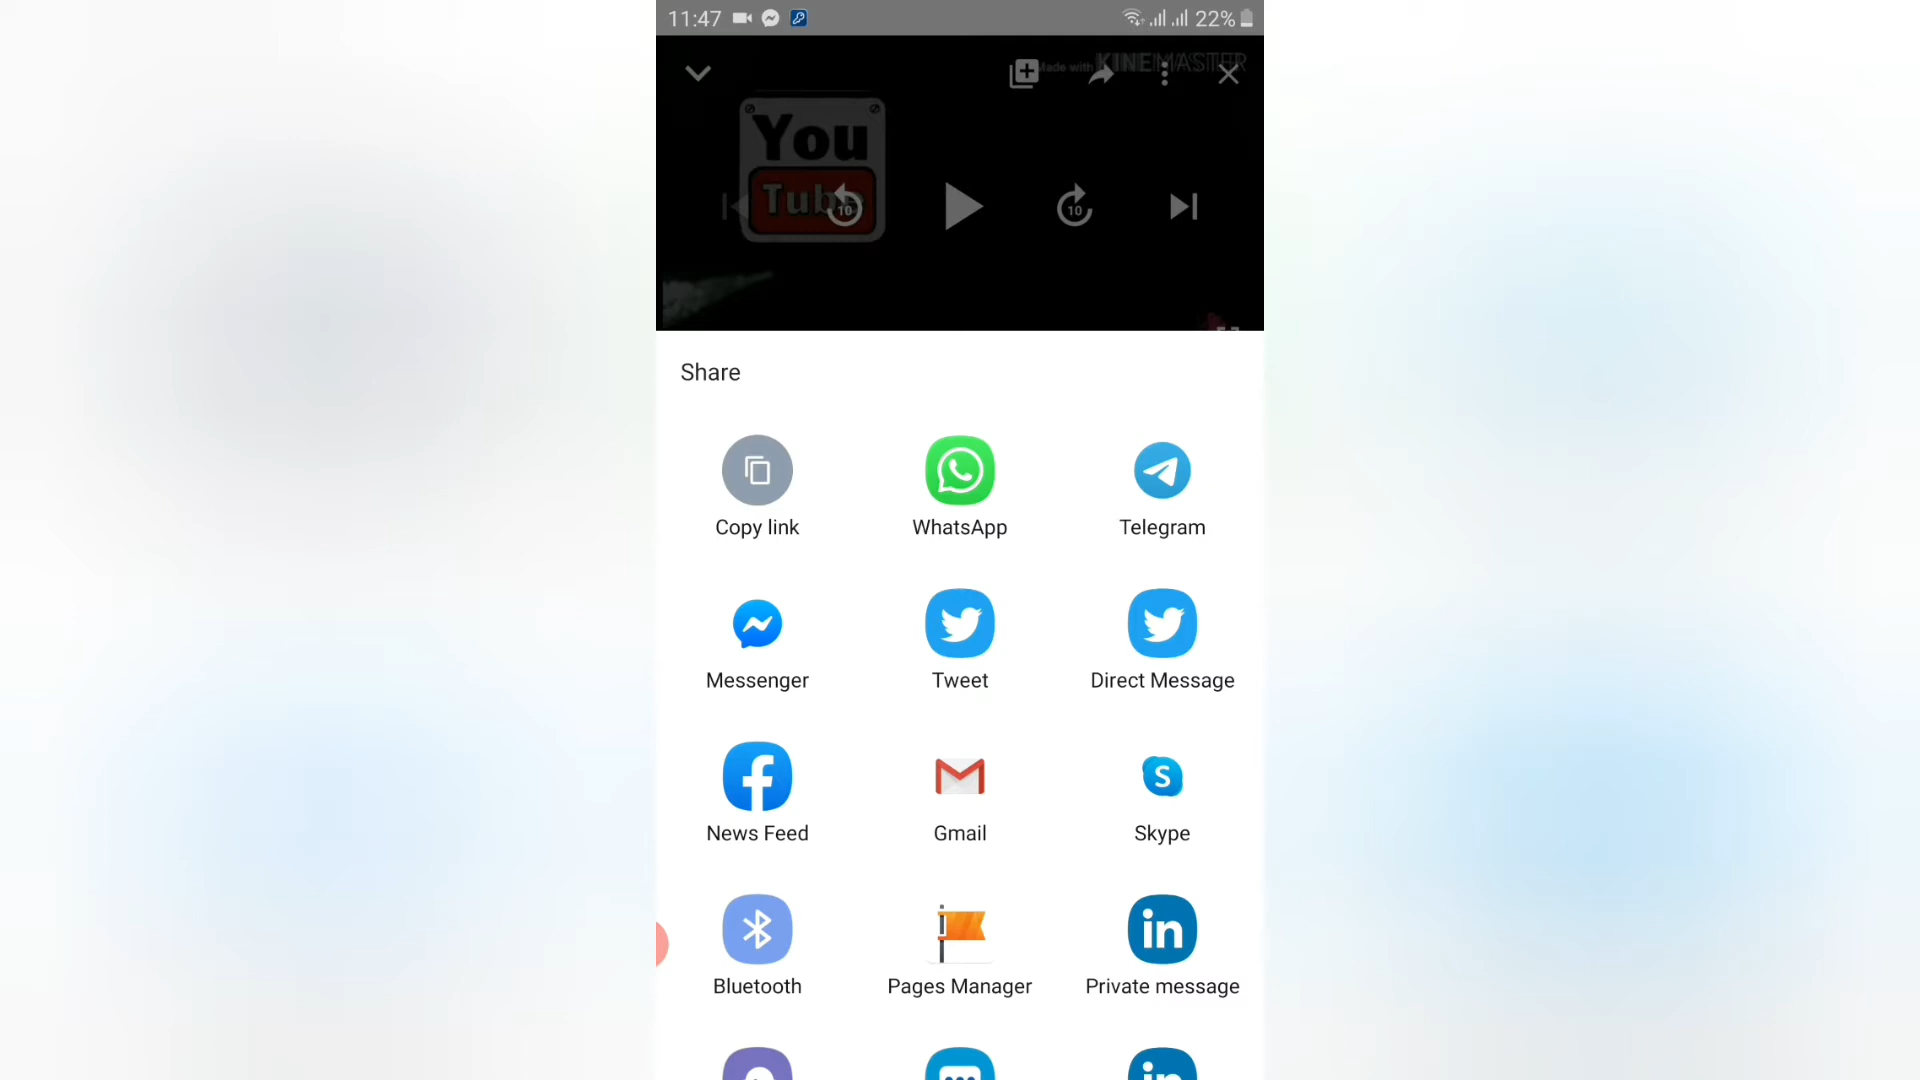 11:47 22%
Made with KINEMASTER
You
Tube
10 10
Share
Copy link WhatsApp Telegram
Messenger Tweet Direct Message
News Feed Gmail Skype
Bluetooth Pages Manager Private message